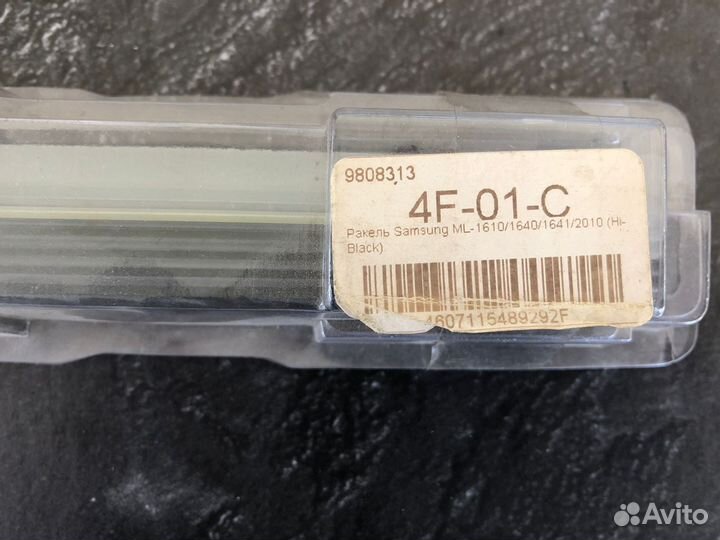 9808313
4F-01-C
Ракель Samsung ML-1610/1640/1641/2010 (Hi-
Black)
4607115489292F
Avito